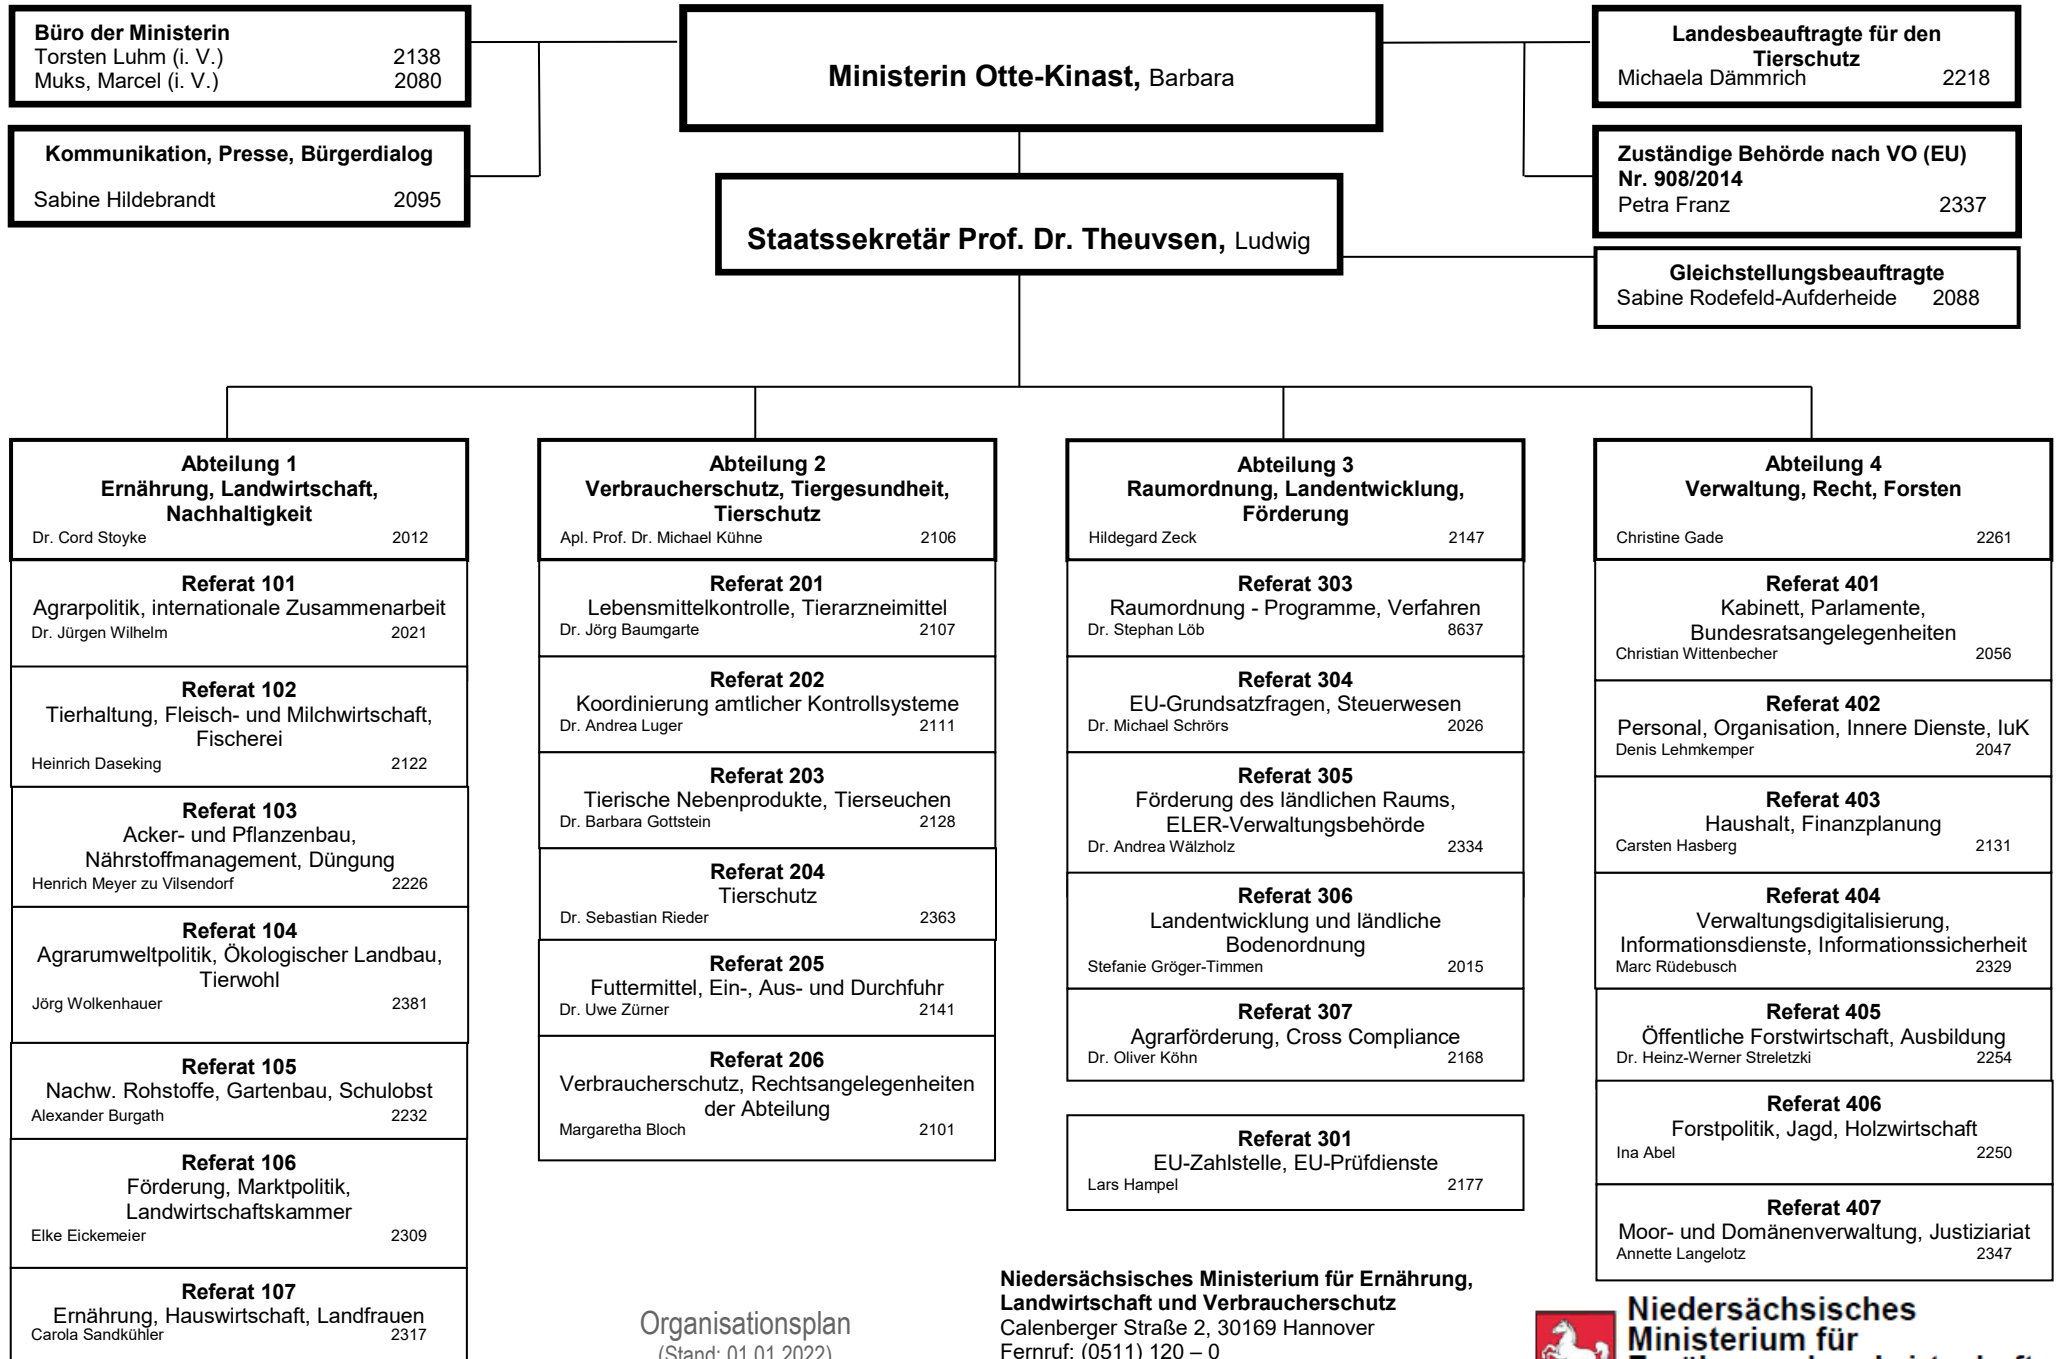 Büro der Ministerin
Torsten Luhm (i. V.) 2138
Muks, Marcel (i. V.) 2080
Kommunikation, Presse, Bürgerdialog
Sabine Hildebrandt 2095
Ministerin Otte-Kinast, Barbara
Staatssekretär Prof. Dr. Theuvsen, Ludwig
Landesbeauftragte für den
Tierschutz
Michaela Dämmrich 2218
Zuständige Behörde nach VO (EU)
Nr. 908/2014
Petra Franz 2337
Gleichstellungsbeauftragte
Sabine Rodefeld-Aufderheide 2088
Abteilung 1
Ernährung, Landwirtschaft,
Nachhaltigkeit
Dr. Cord Stoyke 2012
Referat 101
Agrarpolitik, internationale Zusammenarbeit
Dr. Jürgen Wilhelm 2021
Referat 102
Tierhaltung, Fleisch- und Milchwirtschaft,
Fischerei
Heinrich Daseking 2122
Referat 103
Acker- und Pflanzenbau,
Nährstoffmanagement, Düngung
Henrich Meyer zu Vilsendorf 2226
Referat 104
Agrarumweltpolitik, Ökologischer Landbau,
Tierwohl
Jörg Wolkenhauer 2381
Referat 105
Nachw. Rohstoffe, Gartenbau, Schulobst
Alexander Burgath 2232
Referat 106
Förderung, Marktpolitik,
Landwirtschaftskammer
Elke Eickemeier 2309
Referat 107
Ernährung, Hauswirtschaft, Landfrauen
Carola Sandkühler 2317
Abteilung 2
Verbraucherschutz, Tiergesundheit,
Tierschutz
Apl. Prof. Dr. Michael Kühne 2106
Referat 201
Lebensmittelkontrolle, Tierarzneimittel
Dr. Jörg Baumgarte 2107
Referat 202
Koordinierung amtlicher Kontrollsysteme
Dr. Andrea Luger 2111
Referat 203
Tierische Nebenprodukte, Tierseuchen
Dr. Barbara Gottstein 2128
Referat 204
Tierschutz
Dr. Sebastian Rieder 2363
Referat 205
Futtermittel, Ein-, Aus- und Durchfuhr
Dr. Uwe Zürner 2141
Referat 206
Verbraucherschutz, Rechtsangelegenheiten
der Abteilung
Margaretha Bloch 2101
Abteilung 3
Raumordnung, Landentwicklung,
Förderung
Hildegard Zeck 2147
Referat 303
Raumordnung - Programme, Verfahren
Dr. Stephan Löb 8637
Referat 304
EU-Grundsatzfragen, Steuerwesen
Dr. Michael Schrörs 2026
Referat 305
Förderung des ländlichen Raums,
ELER-Verwaltungsbehörde
Dr. Andrea Wälzholz 2334
Referat 306
Landentwicklung und ländliche
Bodenordnung
Stefanie Gröger-Timmen 2015
Referat 307
Agrarförderung, Cross Compliance
Dr. Oliver Köhn 2168
Referat 301
EU-Zahlstelle, EU-Prüfdienste
Lars Hampel 2177
Abteilung 4
Verwaltung, Recht, Forsten
Christine Gade 2261
Referat 401
Kabinett, Parlamente,
Bundesratsangelegenheiten
Christian Wittenbecher 2056
Referat 402
Personal, Organisation, Innere Dienste, IuK
Denis Lehmkemper 2047
Referat 403
Haushalt, Finanzplanung
Carsten Hasberg 2131
Referat 404
Verwaltungsdigitalisierung,
Informationsdienste, Informationssicherheit
Marc Rüdebusch 2329
Referat 405
Öffentliche Forstwirtschaft, Ausbildung
Dr. Heinz-Werner Streletzki 2254
Referat 406
Forstpolitik, Jagd, Holzwirtschaft
Ina Abel 2250
Referat 407
Moor- und Domänenverwaltung, Justiziariat
Annette Langelotz 2347
Organisationsplan
(Stand: 01.01.2022)
Niedersächsisches Ministerium für Ernährung,
Landwirtschaft und Verbraucherschutz
Calenberger Straße 2, 30169 Hannover
Fernruf: (0511) 120 – 0
Niedersächsisches
Ministerium für